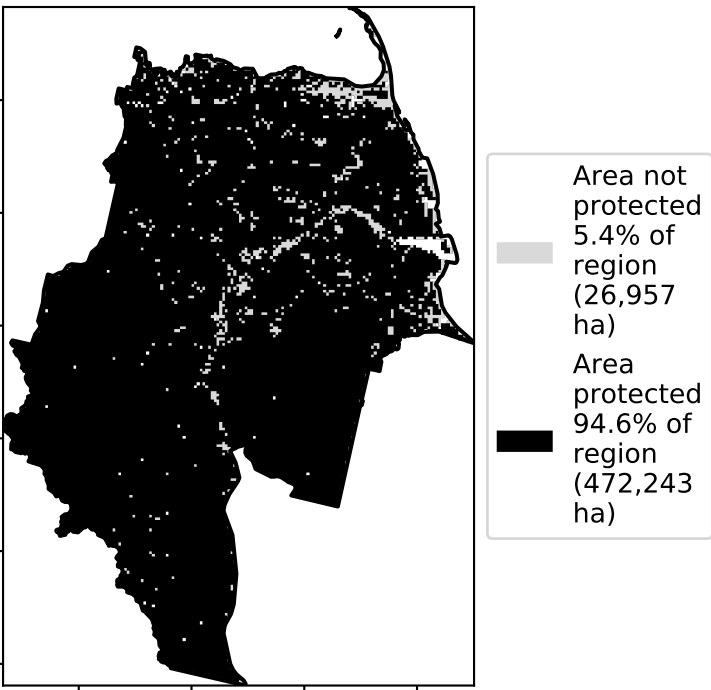 Area not
protected
5.4% of
region
(26,957
ha)
Area
protected
94.6% of
region
(472,243
ha)